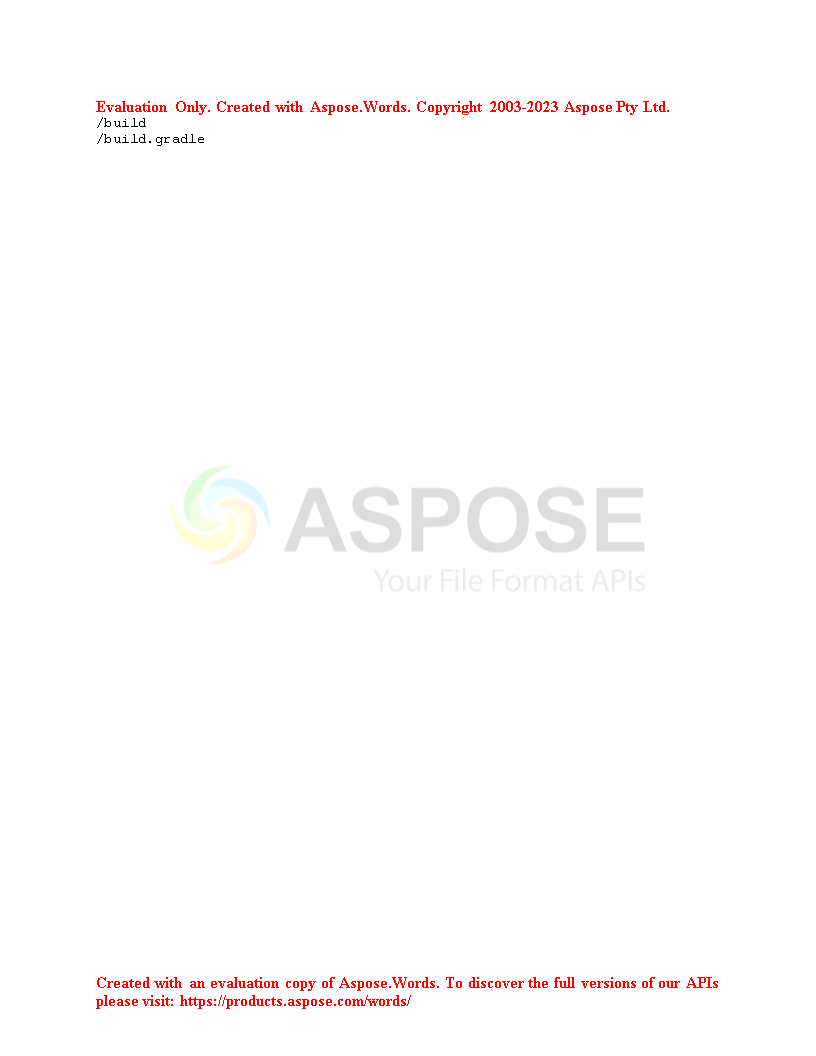 Evaluation Only. Created with Aspose.Words. Copyright 2003-2023 Aspose Pty Ltd.
/build
/build.gradle
ASPOSE
Your File Format APIs
Created with an evaluation copy of Aspose.Words. To discover the full versions of our APIs
please visit: https://products.aspose.com/words/